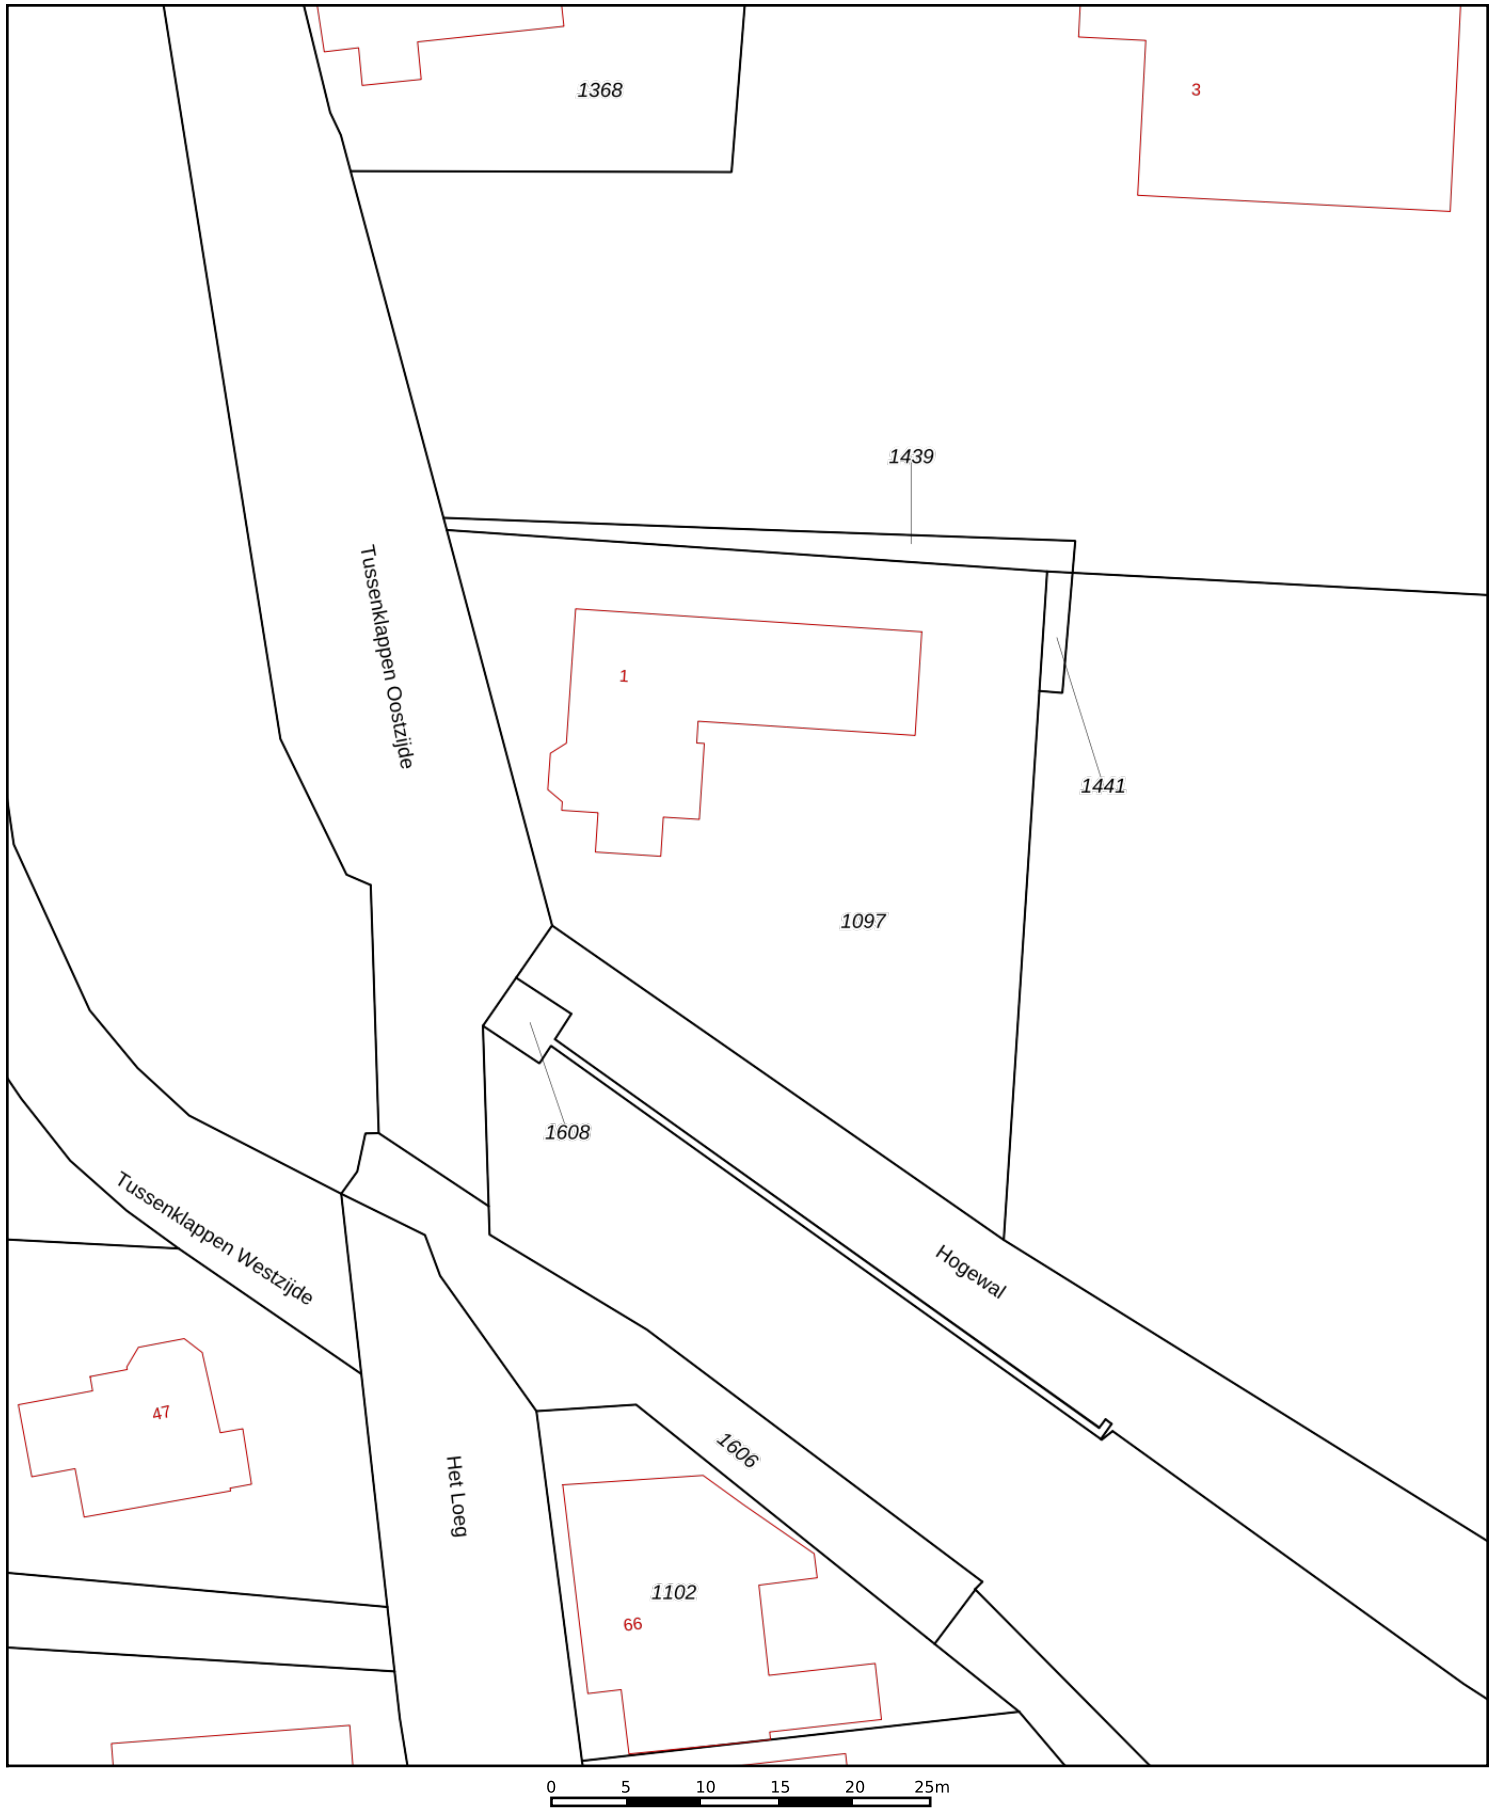 1368
3
1439
Tussenklappen Oostzijde
1
1441
1097
1608
Tussenklappen Westzijde
Hogewal
47
1606
Het Loeg
1102
66
0 5 10 15 20 25m